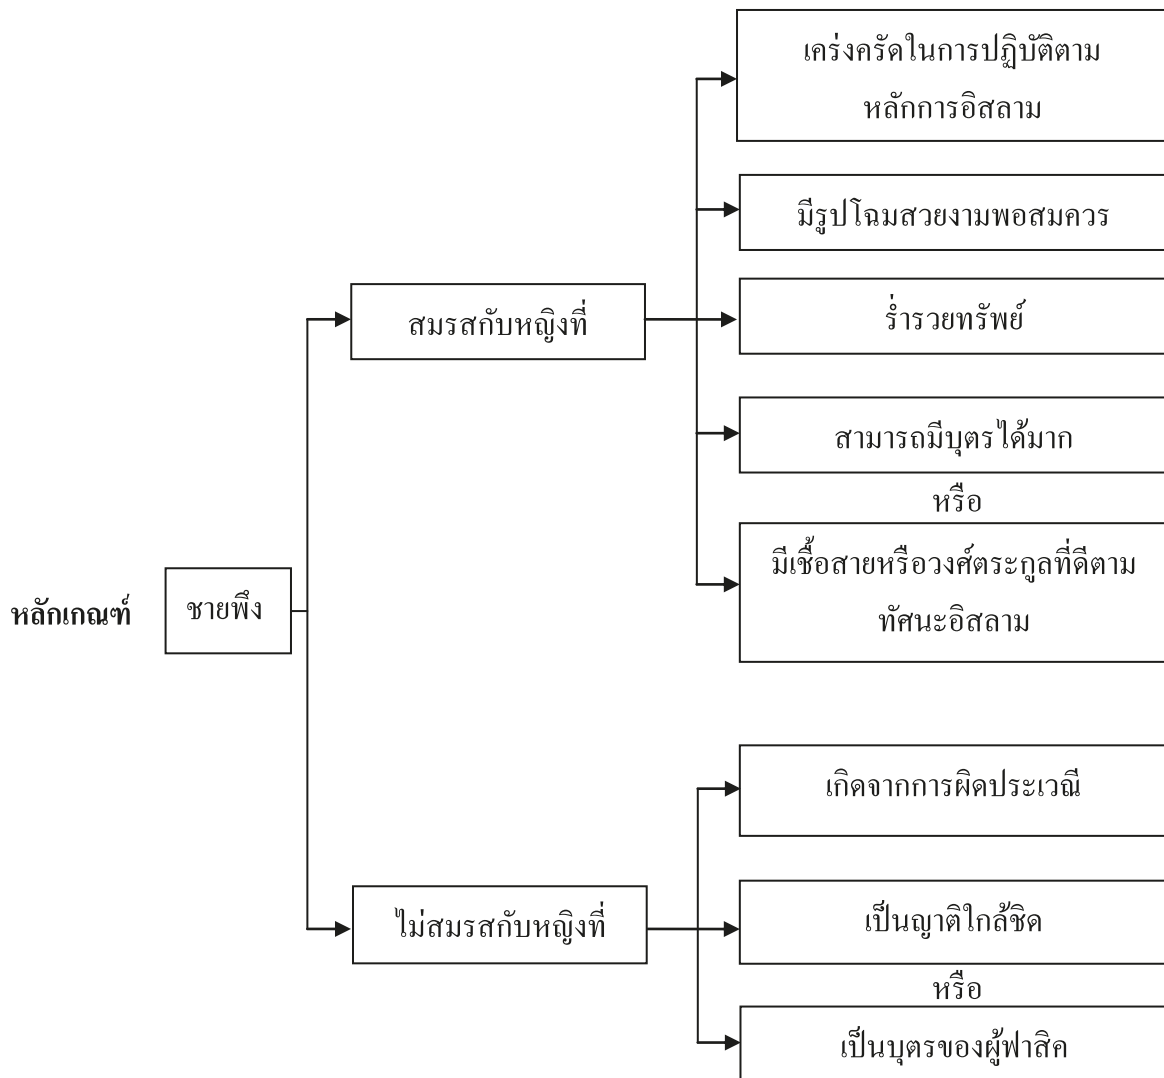 หลักเกณฑ์
ชายพึง
สมรสกับหญิงที่
เคร่งครัดในการปฏิบัติตาม
หลักการอิสลาม
มีรูปโฉมสวยงามพอสมควร
ร่ำรวยทรัพย์
สามารถมีบุตรได้มาก
หรือ
มีเชื้อสายหรือวงศ์ตระกูลที่ดีตาม
ทัศนะอิสลาม
ไม่สมรสกับหญิงที่
เกิดจากการผิดประเวณี
เป็นญาติใกล้ชิด
หรือ
เป็นบุตรของผู้ฟาสิค